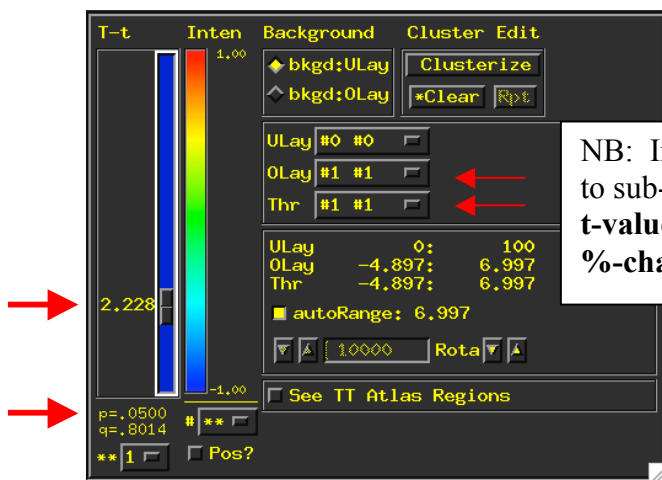 T-t Inten Background Cluster Edit
1.00
bkgd:ULay Clusterize
bkgd:OLay *Clear Rpt
ULay #0 #0
OLay #1 #1
Thr #1 #1
NB:
to sub-
t-value
%-cha
ULay 0: 100
OLay -4.897: 6.997
Thr -4.897: 6.997
2.228
autoRange: 6.997
10000 Rota
-1.00
See TT Atlas Regions
p=.0500
q=.8014
# **
** 1 Pos?